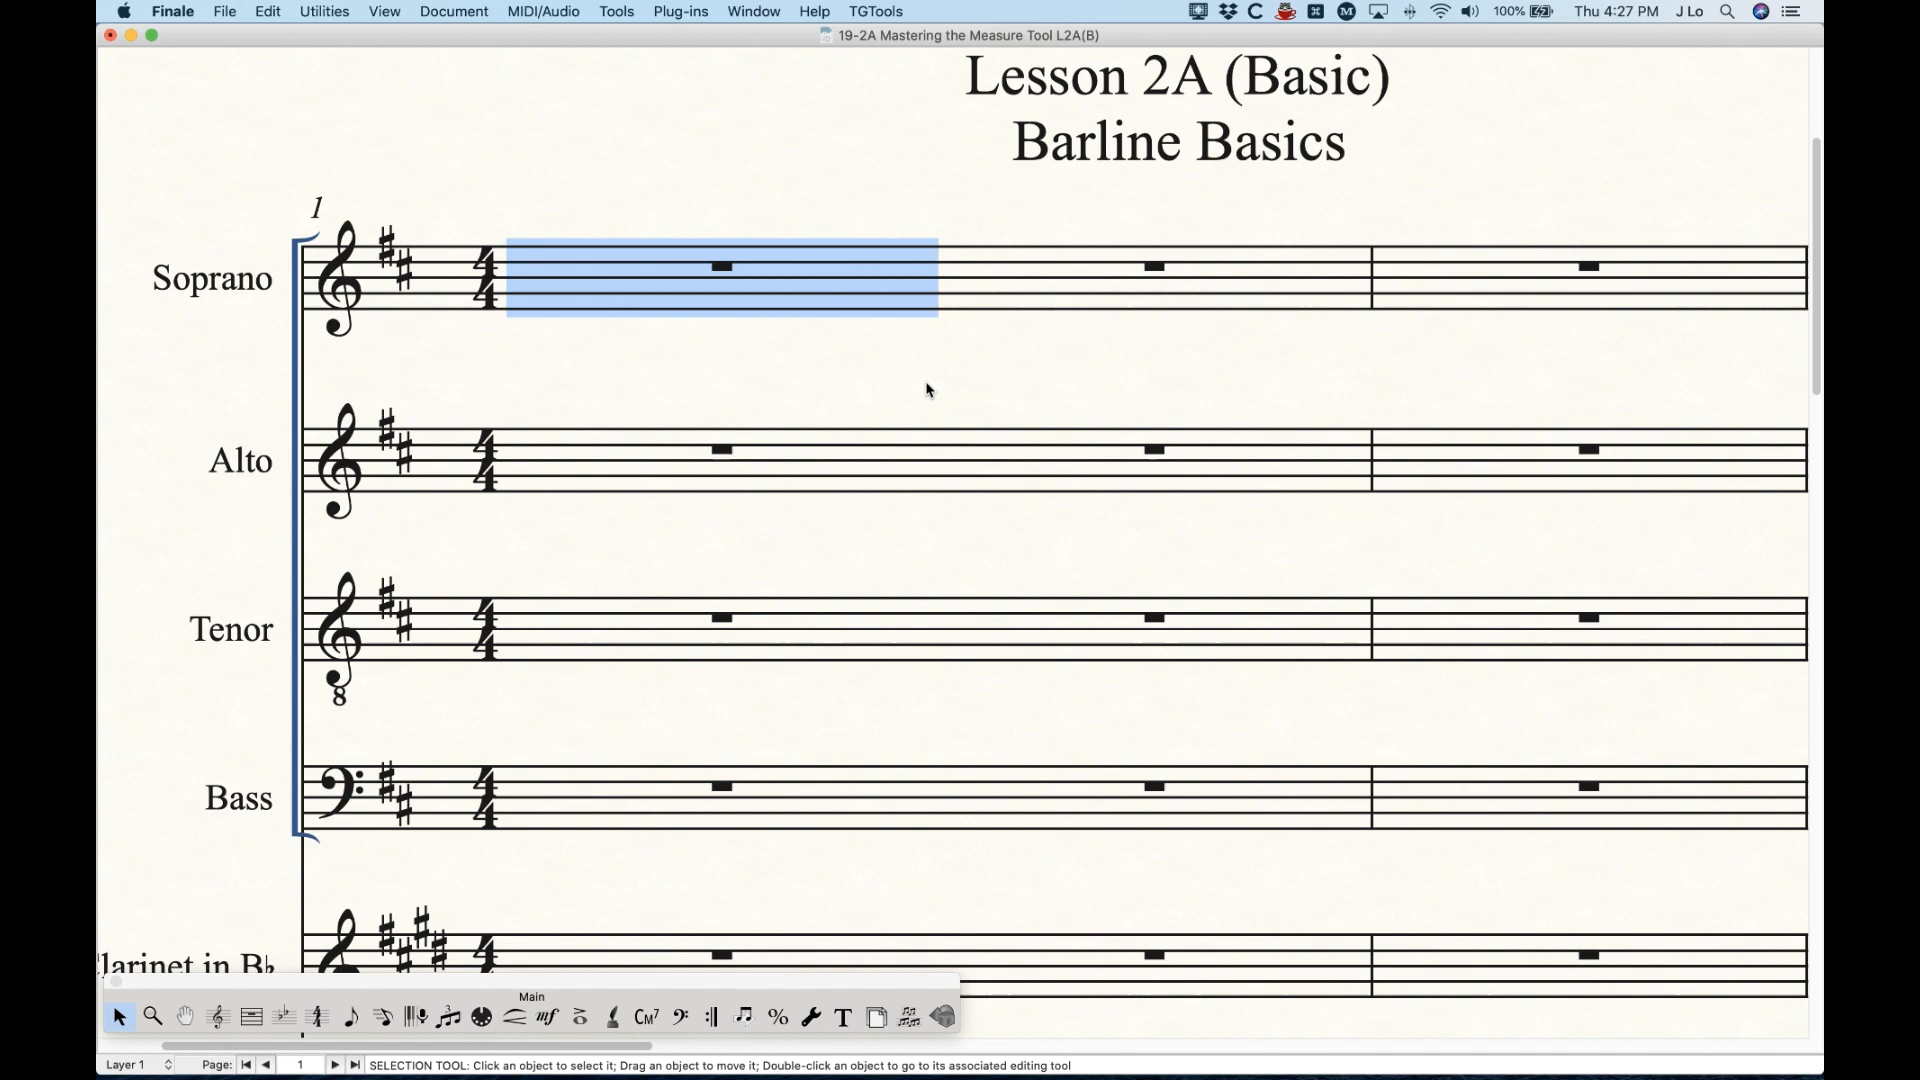 Finale File Edit Utilities View Document MIDI/Audio Tools Plug-ins Window Help TGTools 100% Thu 4:27 PM J Lo
19-2A Mastering the Measure Tool L2A(B)
Lesson 2A (Basic)
Barline Basics
1
Soprano
Alto
Tenor
8
Bass
larinet in B♭
Main
mf CM7 % T
Layer 1 Page: 1 SELECTION TOOL: Click an object to select it; Drag an object to move it; Double-click an object to go to its associated editing tool